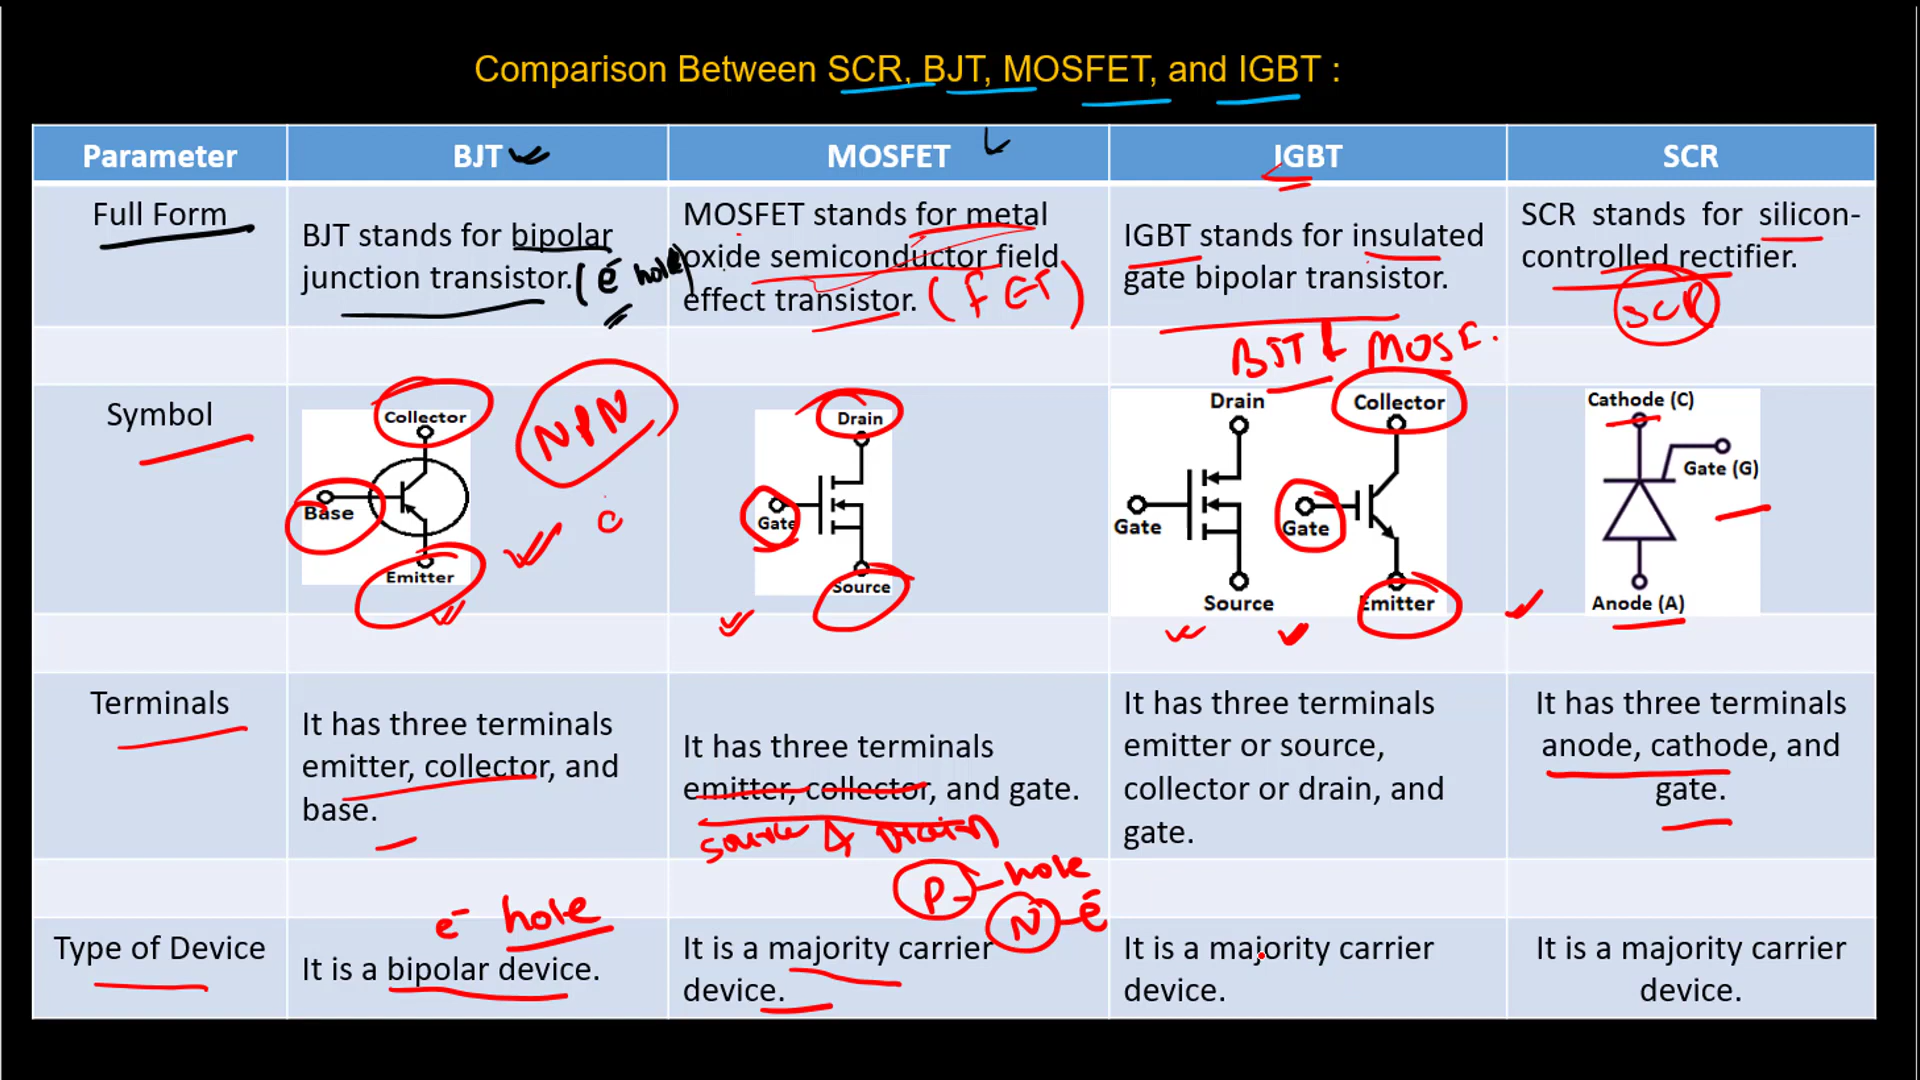 Comparison Between SCR, BJT, MOSFET, and IGBT :
Parameter
BJT
MOSFET
IGBT
SCR
Full Form
BJT stands for bipolar
junction transistor.
(e- hole)
MOSFET stands for metal
oxide semiconductor field
effect transistor.
(FET)
IGBT stands for insulated
gate bipolar transistor.
BJT &
SCR stands for silicon-
controlled rectifier.
SCR
Symbol
Collector
Base
Emitter
NPN
Drain
Gate
Source
Drain
Gate
Source
Collector
Gate
Emitter
Cathode (C)
Gate (G)
Anode (A)
Terminals
It has three terminals
emitter, collector, and
base.
It has three terminals
emitter, collector, and gate.
source & Drain
It has three terminals
emitter or source,
collector or drain, and
gate.
It has three terminals
anode, cathode, and
gate.
P - hole
N - e-
Type of Device
e- hole
It is a bipolar device.
It is a majority carrier
device.
It is a majority carrier
device.
It is a majority carrier
device.